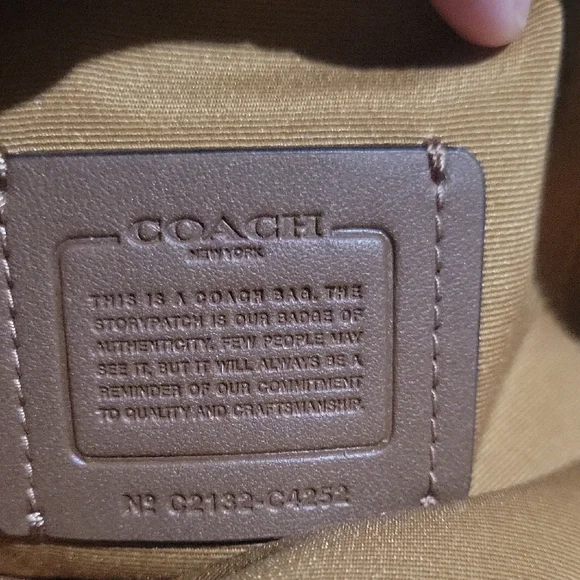 COACH
NEW YORK
THIS IS A COACH BAG. THE
STORYPATCH IS OUR BADGE OF
AUTHENTICITY. FEW PEOPLE MAY
SEE IT, BUT IT WILL ALWAYS BE A
REMINDER OF OUR COMMITMENT
TO QUALITY AND CRAFTSMANSHIP.
Nº C2132-C4252